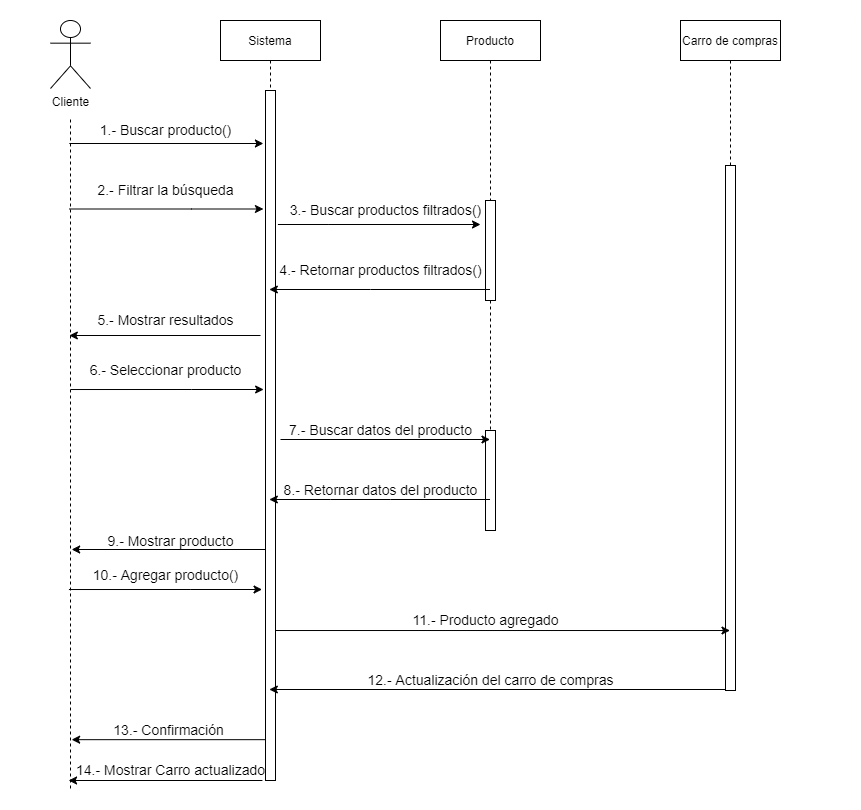 Sistema
Producto
Carro de compras
Cliente
1.- Buscar producto()
2.- Filtrar la búsqueda
3.- Buscar productos filtrados()
4.- Retornar productos filtrados()
5.- Mostrar resultados
6.- Seleccionar producto
7.- Buscar datos del producto
8.- Retornar datos del producto
9.- Mostrar producto
10.- Agregar producto()
11.- Producto agregado
12.- Actualización del carro de compras
13.- Confirmación
14.- Mostrar Carro actualizado